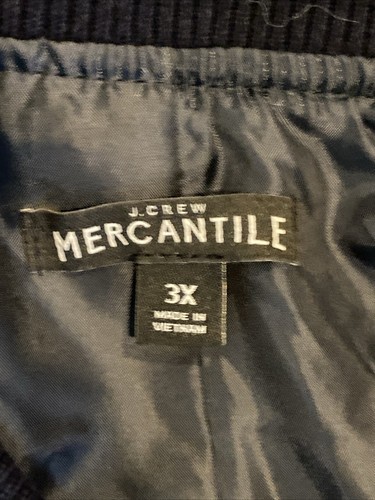 J.CREW
MERCANTILE
3X
MADE IN
VIETNAM